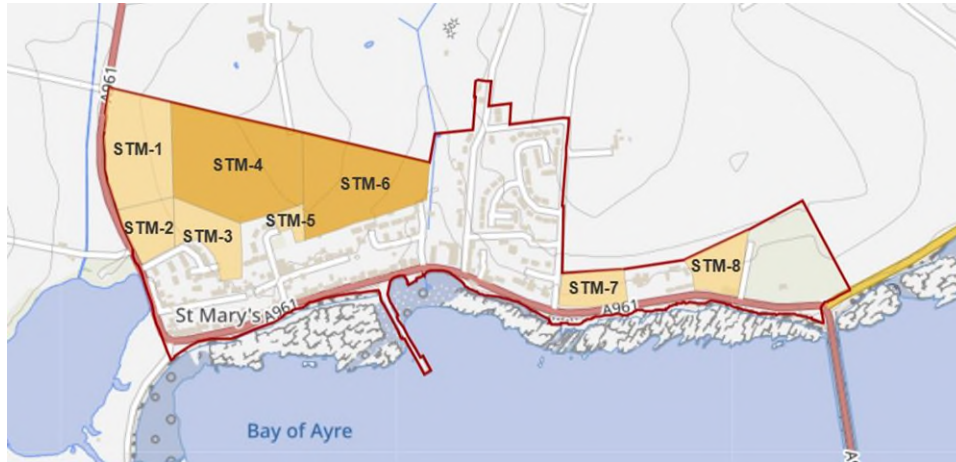 A961
STM-1
STM-4
STM-6
STM-2
STM-3
STM-5
STM-8
STM-7
St Mary's
A961
A961
Bay of Ayre
A